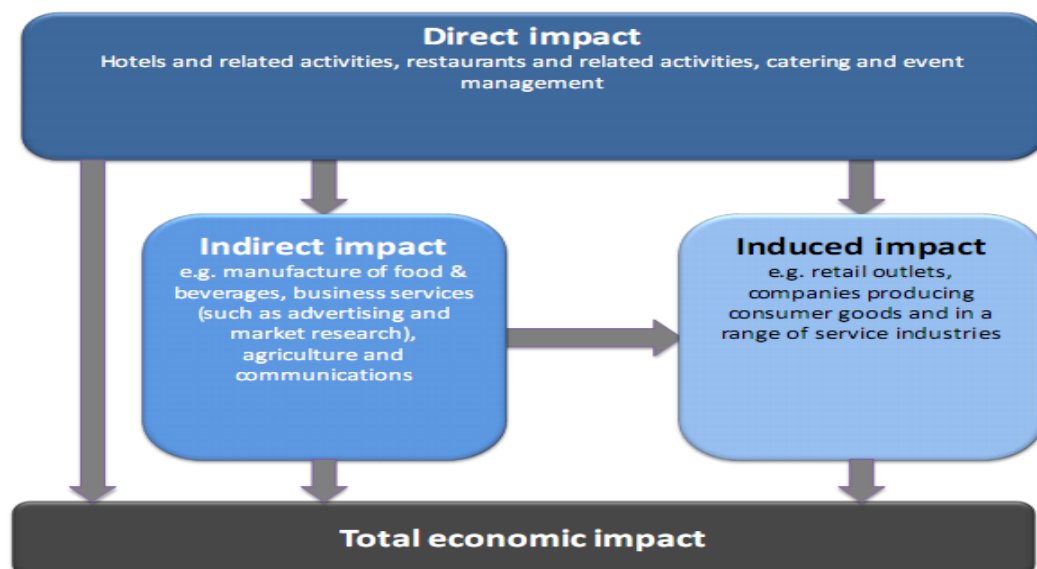 Direct impact
Hotels and related activities, restaurants and related activities, catering and event
management
Indirect impact
e.g. manufacture of food &
beverages, business services
(such as advertising and
market research),
agriculture and
communications
Induced impact
e.g. retail outlets,
companies producing
consumer goods and in a
range of service industries
Total economic impact